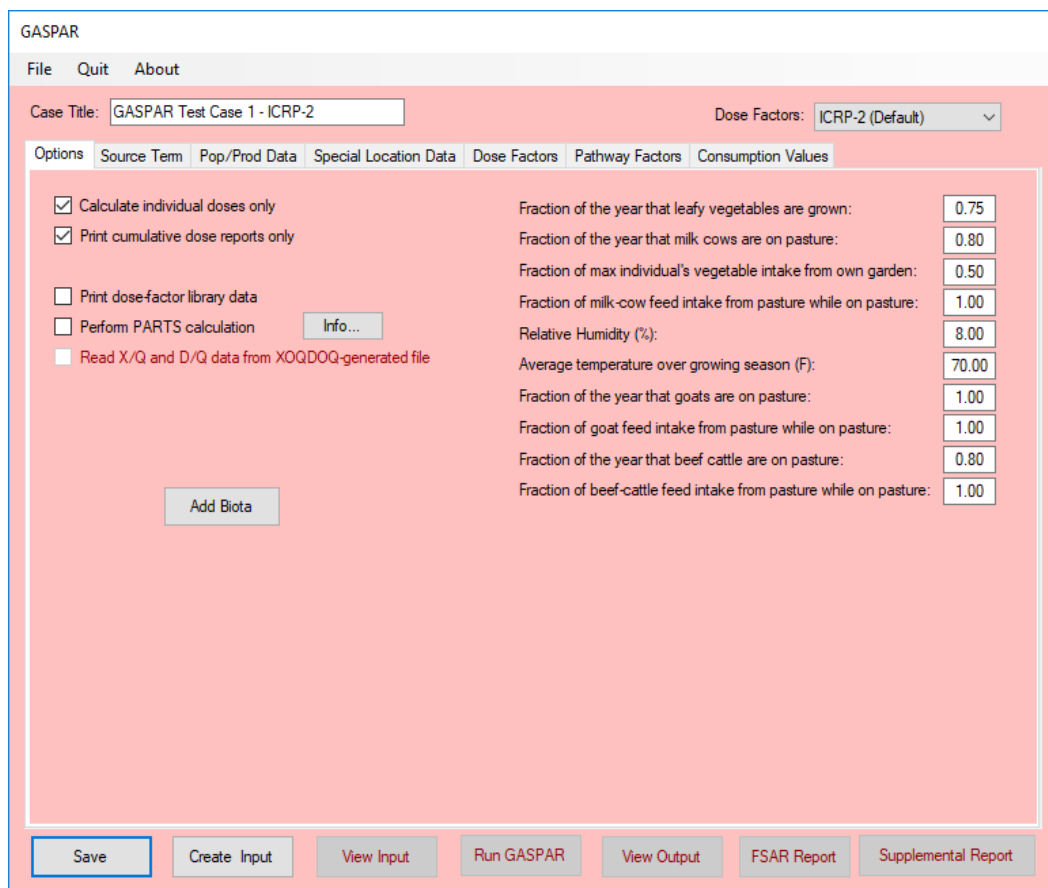 GASPAR
File Quit About
Case Title: GASPAR Test Case 1 - ICRP-2
Dose Factors: ICRP-2 (Default)
Options Source Term Pop/Prod Data Special Location Data Dose Factors Pathway Factors Consumption Values
Calculate individual doses only
Print cumulative dose reports only
Print dose-factor library data
Perform PARTS calculation Info...
Read X/Q and D/Q data from XOQDOQ-generated file
Add Biota
Fraction of the year that leafy vegetables are grown: 0.75
Fraction of the year that milk cows are on pasture: 0.80
Fraction of max individual's vegetable intake from own garden: 0.50
Fraction of milk-cow feed intake from pasture while on pasture: 1.00
Relative Humidity (%): 8.00
Average temperature over growing season (F): 70.00
Fraction of the year that goats are on pasture: 1.00
Fraction of goat feed intake from pasture while on pasture: 1.00
Fraction of the year that beef cattle are on pasture: 0.80
Fraction of beef-cattle feed intake from pasture while on pasture: 1.00
Save Create Input View Input Run GASPAR View Output FSAR Report Supplemental Report